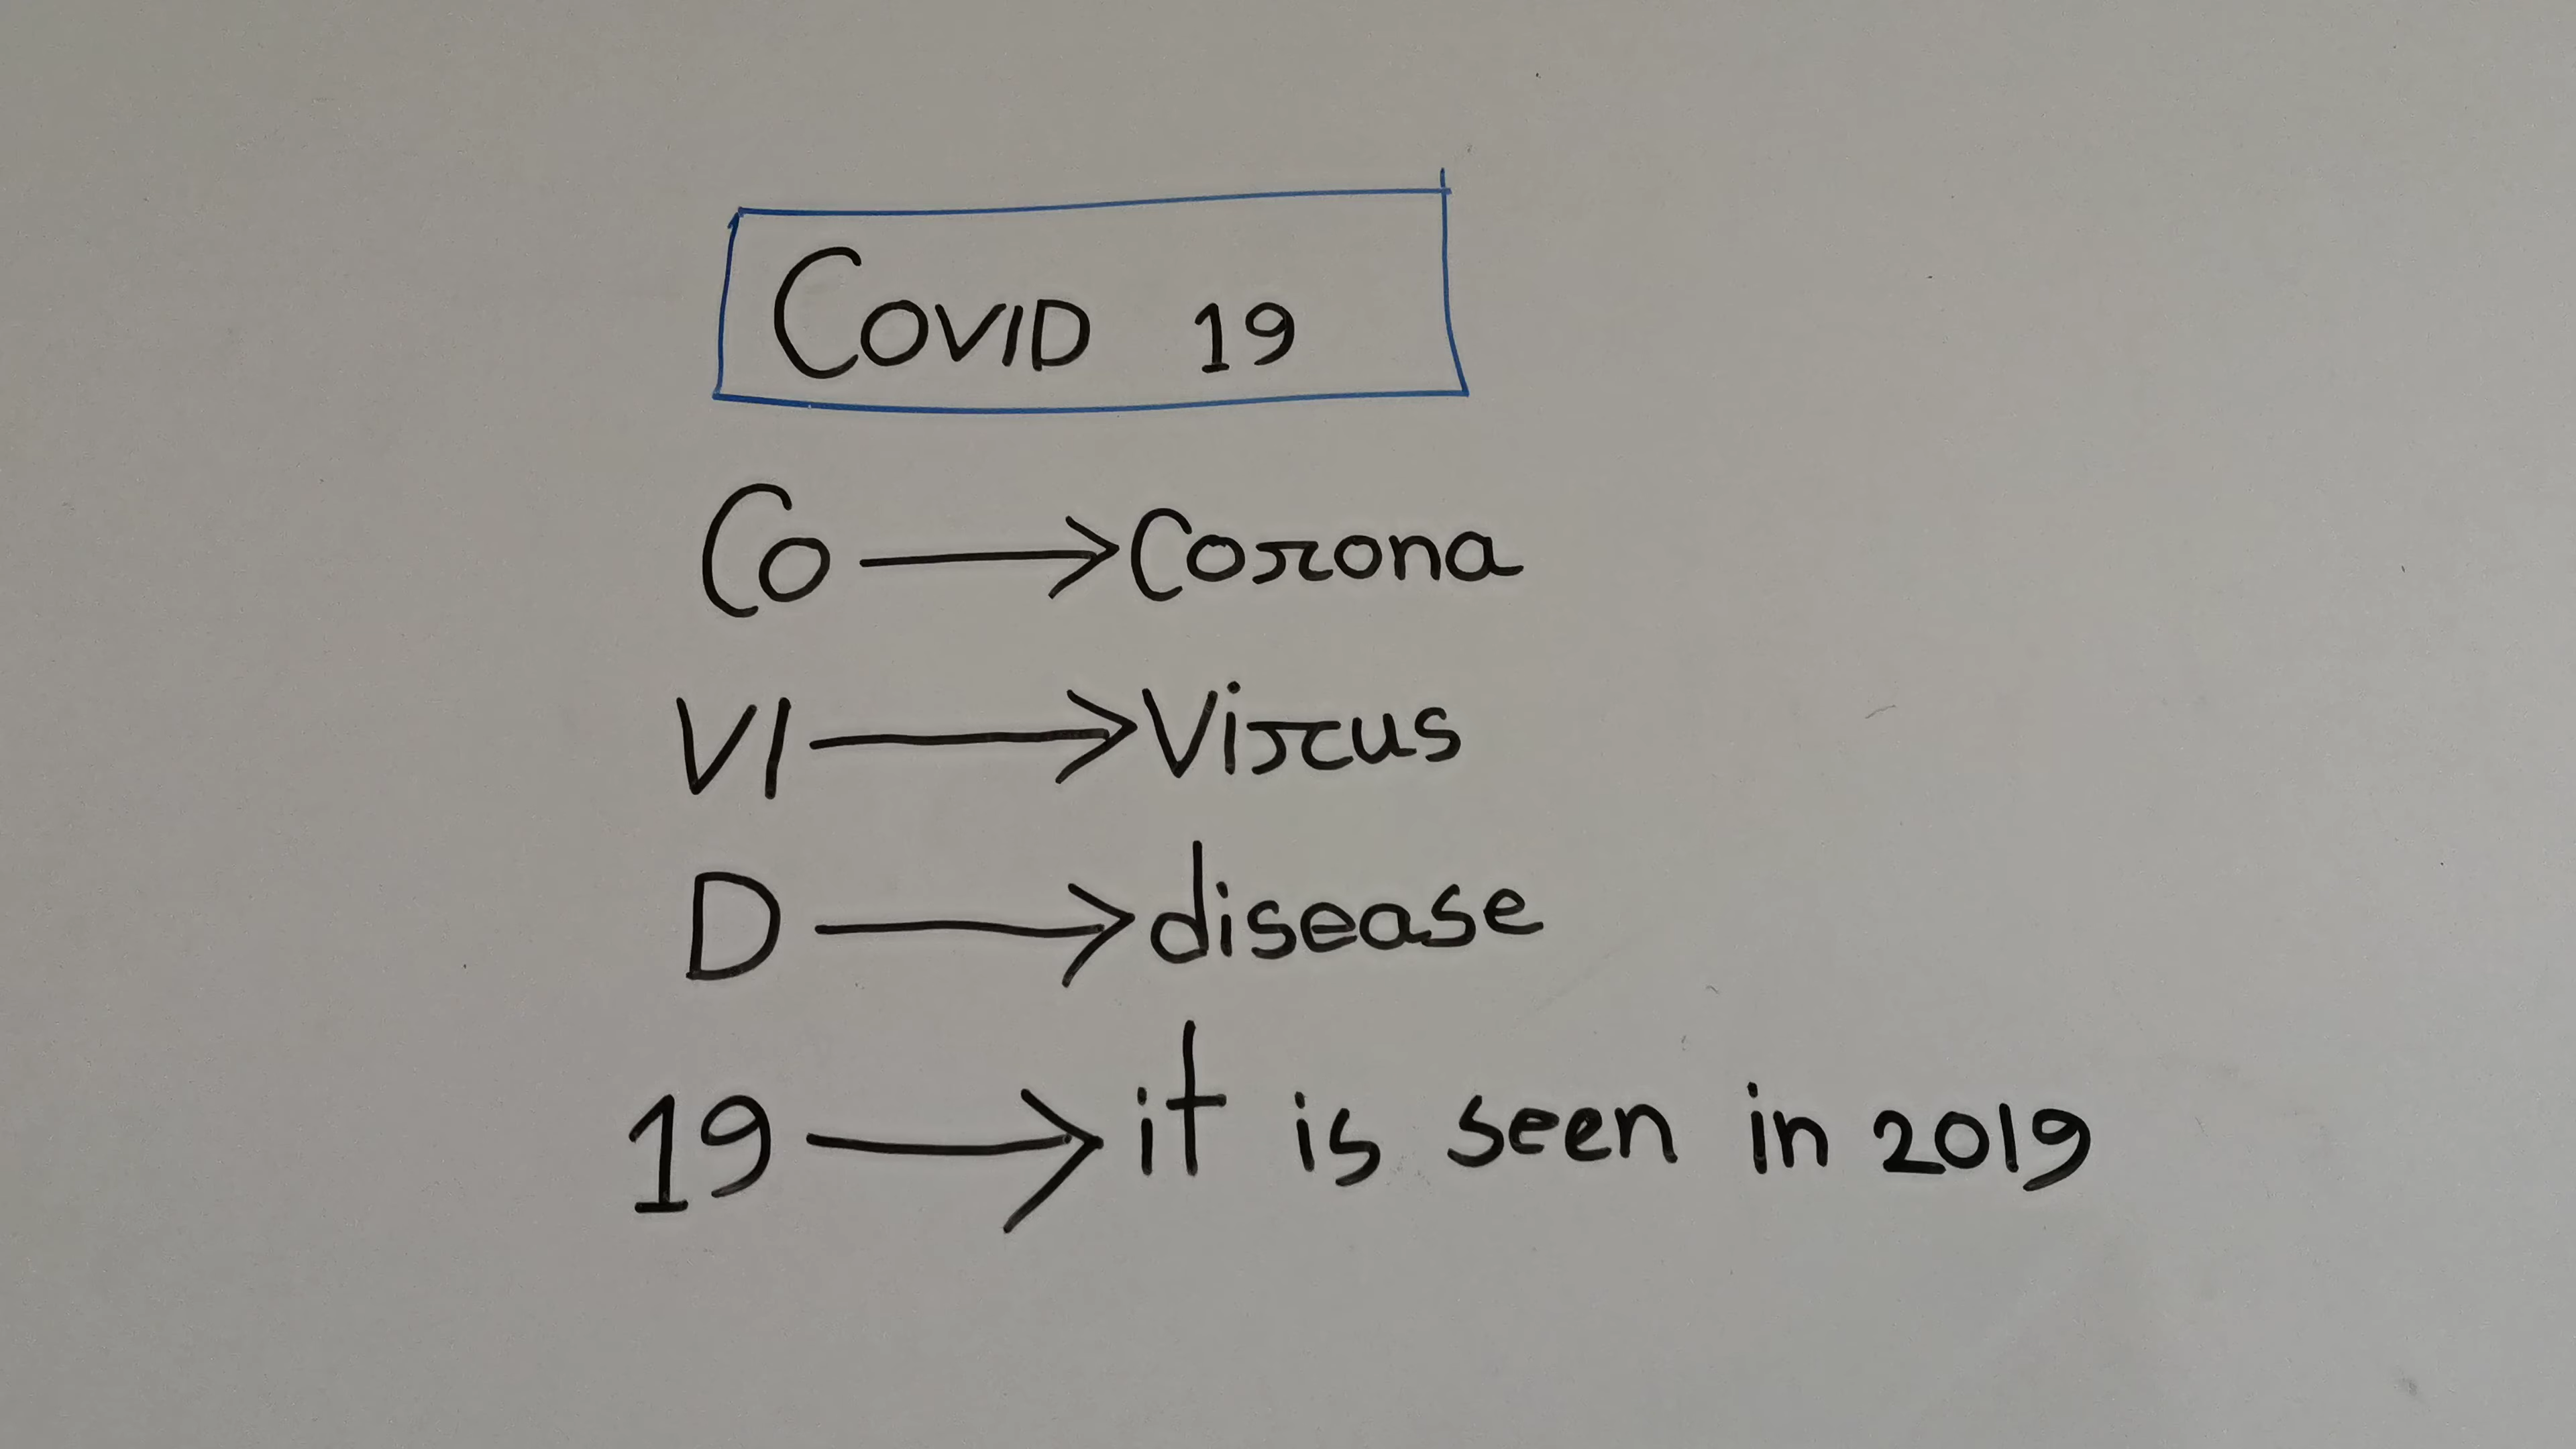 COVID 19
Co → Corona
VI → Virus
D → disease
19 → it is seen in 2019